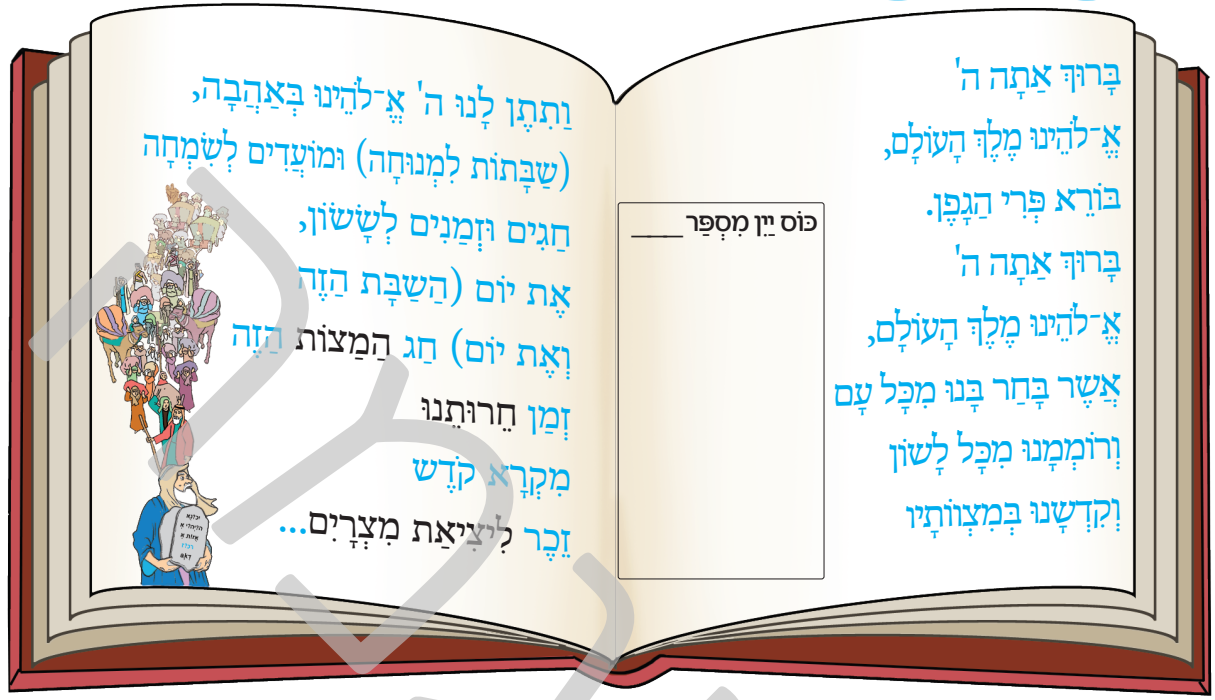 בָּרוּךְ אַתָּה ה'
אֱ־לֹהֵינוּ מֶלֶךְ הָעוֹלָם,
בּוֹרֵא פְּרִי הַגָּפֶן.
בָּרוּךְ אַתָּה ה'
אֱ־לֹהֵינוּ מֶלֶךְ הָעוֹלָם,
אֲשֶׁר בָּחַר בָּנוּ מִכָּל עָם
וְרוֹמְמָנוּ מִכָּל לָשׁוֹן
וְקִדְּשָׁנוּ בְּמִצְווֹתָיו
כּוֹס יַיִן מִסְפַּר ____
וַתִּתֶּן לָנוּ ה' אֱ־לֹהֵינוּ בְּאַהֲבָה,
(שַׁבָּתוֹת לִמְנוּחָה) וּמוֹעֲדִים לְשִׂמְחָה
חַגִּים וּזְמַנִּים לְשָׂשׂוֹן,
אֶת יוֹם (הַשַּׁבָּת הַזֶּה
וְאֶת יוֹם) חַג הַמַּצּוֹת הַזֶּה
זְמַן חֵרוּתֵנוּ
מִקְרָא קֹדֶשׁ
זֵכֶר לִיצִיאַת מִצְרָיִם...